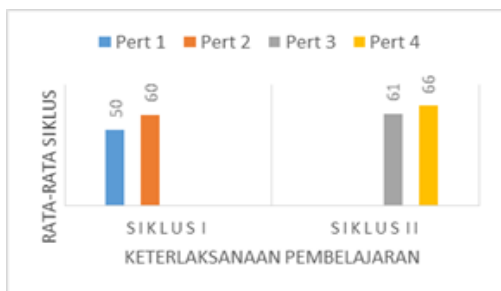 Pert 1 Pert 2 Pert 3 Pert 4
RATA-RATA SIKLUS
50 60 61 66
SIKLUS I SIKLUS II
KETERLAKSANAAN PEMBELAJARAN